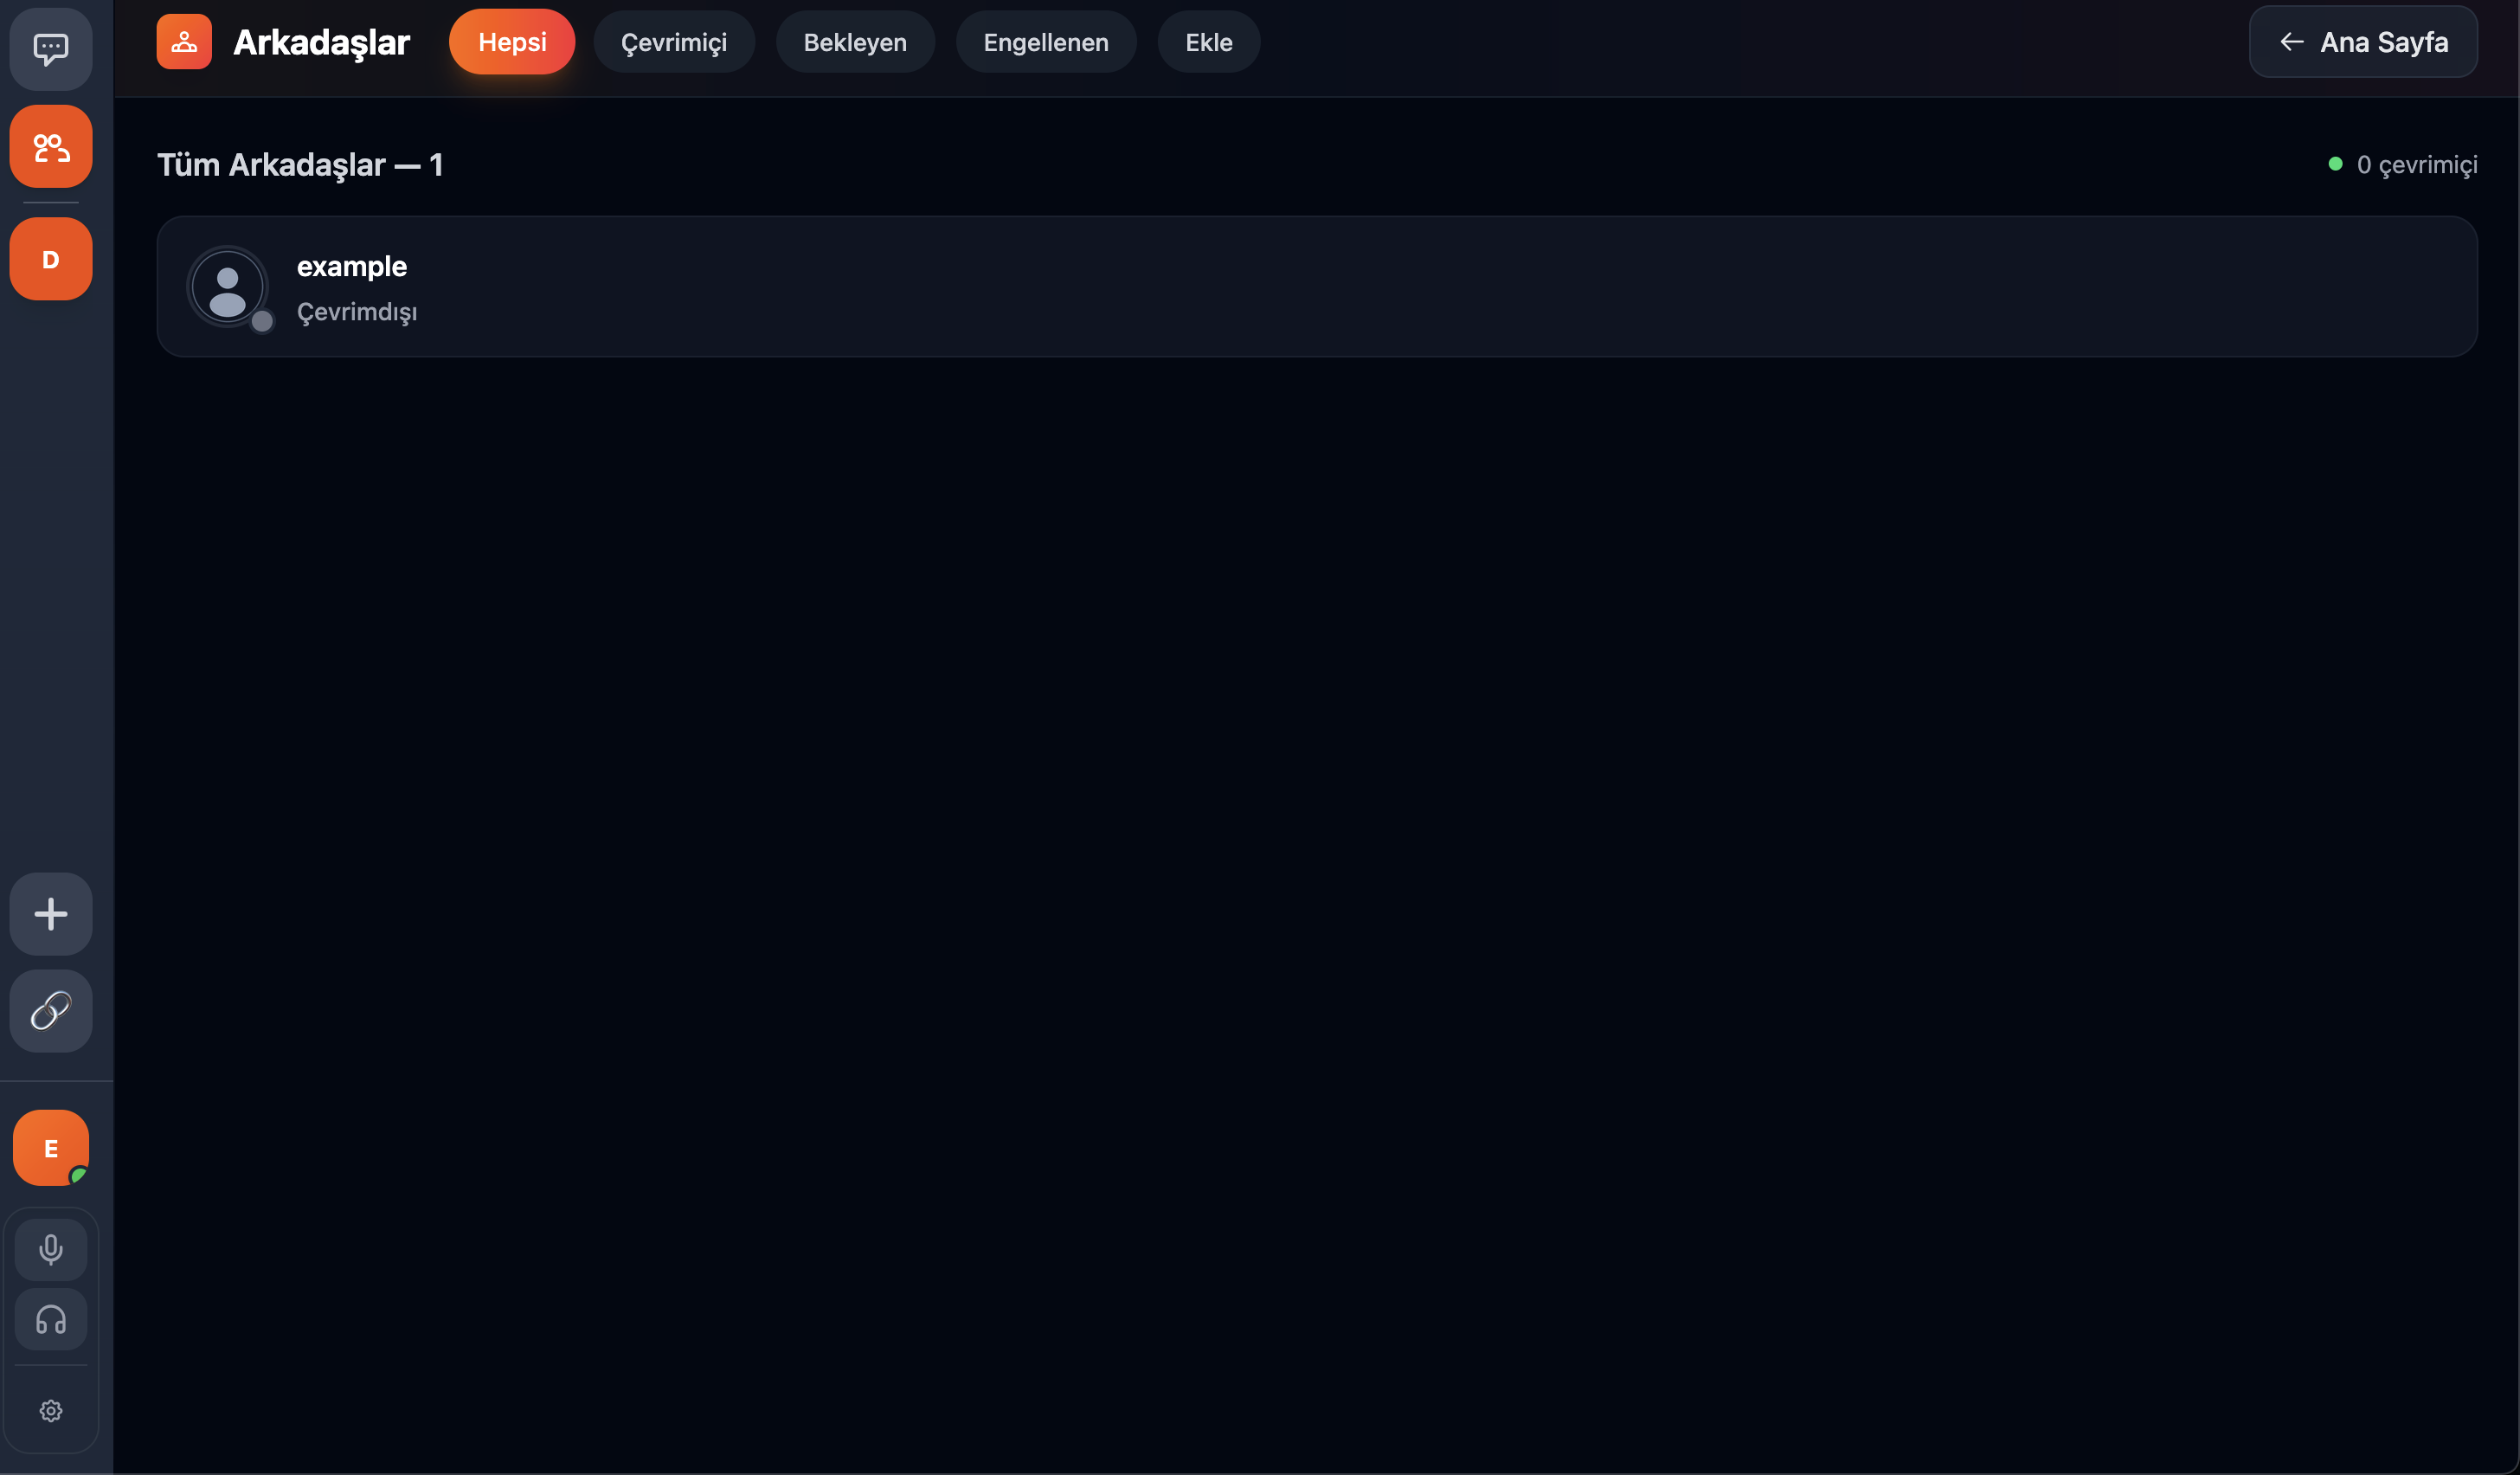 Arkadaşlar
Hepsi
Çevrimiçi
Bekleyen
Engellenen
Ekle
← Ana Sayfa
Tüm Arkadaşlar — 1
0 çevrimiçi
D
example
Çevrimdışı
E